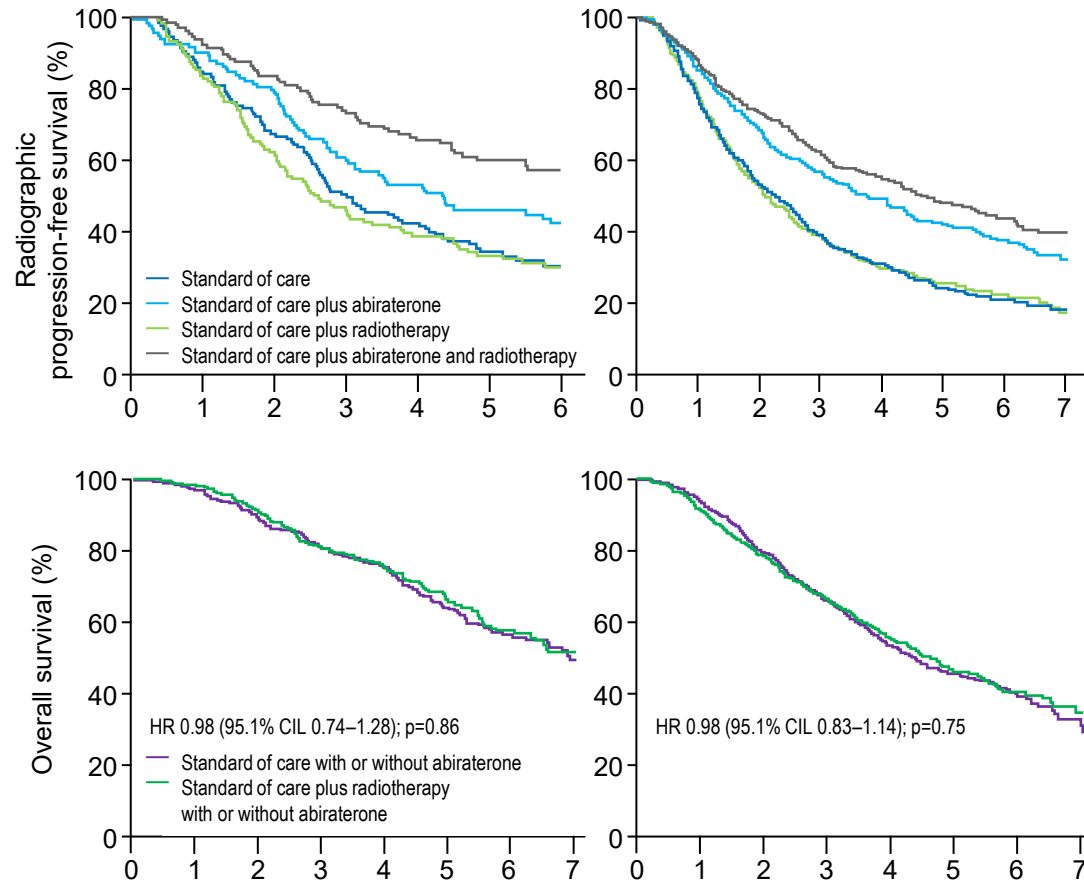 Radiographic
progression-free survival (%)
100
80
60
40
20
0
Standard of care
Standard of care plus abiraterone
Standard of care plus radiotherapy
Standard of care plus abiraterone and radiotherapy
0 1 2 3 4 5 6
100
80
60
40
20
0
0 1 2 3 4 5 6 7
Overall survival (%)
100
80
60
40
20
0
HR 0.98 (95.1% CIL 0.74–1.28); p=0.86
Standard of care with or without abiraterone
Standard of care plus radiotherapy
with or without abiraterone
0 1 2 3 4 5 6 7
100
80
60
40
20
0
HR 0.98 (95.1% CIL 0.83–1.14); p=0.75
0 1 2 3 4 5 6 7